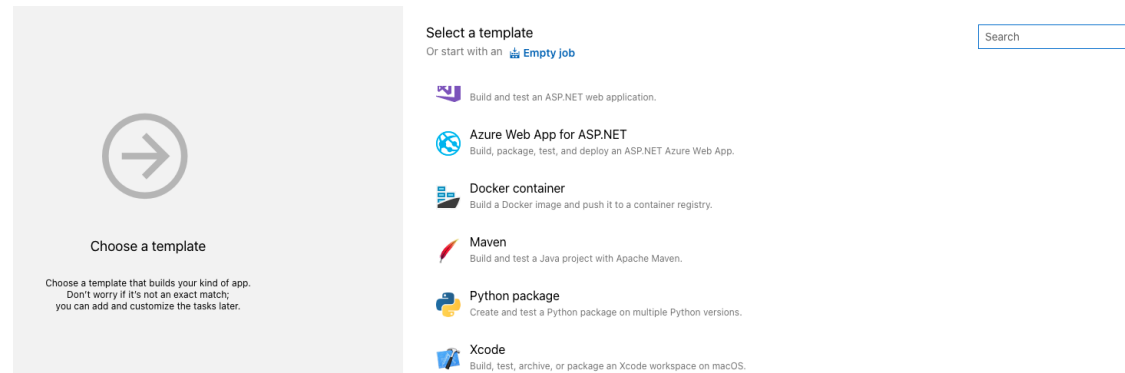 Choose a template
Choose a template that builds your kind of app.
Don't worry if it's not an exact match;
you can add and customize the tasks later.
Select a template
Or start with an Empty job
Search
Build and test an ASP.NET web application.
Azure Web App for ASP.NET
Build, package, test, and deploy an ASP.NET Azure Web App.
Docker container
Build a Docker image and push it to a container registry.
Maven
Build and test a Java project with Apache Maven.
Python package
Create and test a Python package on multiple Python versions.
Xcode
Build, test, archive, or package an Xcode workspace on macOS.